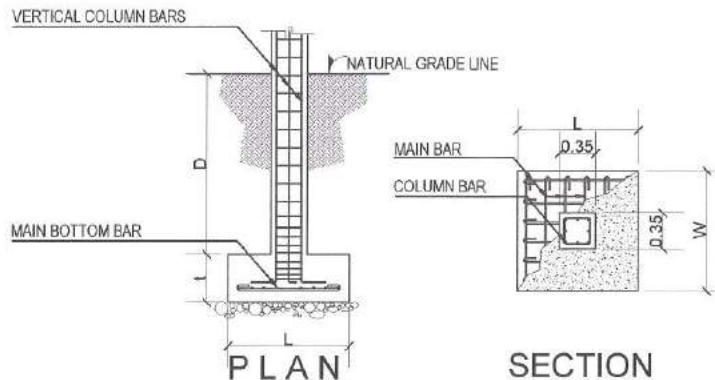 VERTICAL COLUMN BARS
NATURAL GRADE LINE
D
MAIN BOTTOM BAR
t
L
PLAN
L
0.35
MAIN BAR
COLUMN BAR
0.35
W
SECTION